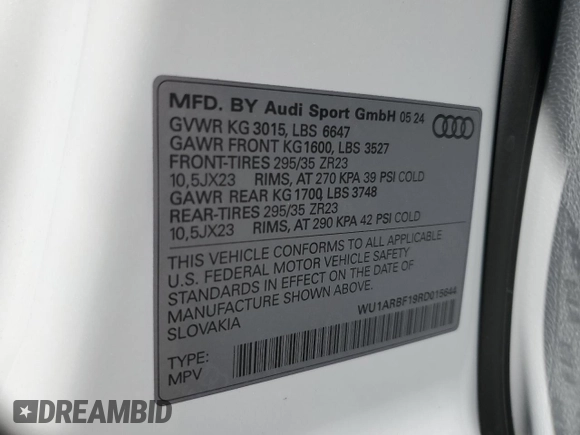 MFD. BY Audi Sport GmbH 05 24
GVWR KG 3015, LBS 6647
GAWR FRONT KG1600, LBS 3527
FRONT-TIRES 295/35 ZR23
10,5JX23 RIMS, AT 270 KPA 39 PSI COLD
GAWR REAR KG 1700, LBS 3748
REAR-TIRES 295/35 ZR23
10,5JX23 RIMS, AT 290 KPA 42 PSI COLD
THIS VEHICLE CONFORMS TO ALL APPLICABLE
U.S. FEDERAL MOTOR VEHICLE SAFETY
STANDARDS IN EFFECT ON THE DATE OF
MANUFACTURE SHOWN ABOVE.
SLOVAKIA
WU1ARBF19RD015644
TYPE:
MPV
DREAMBID